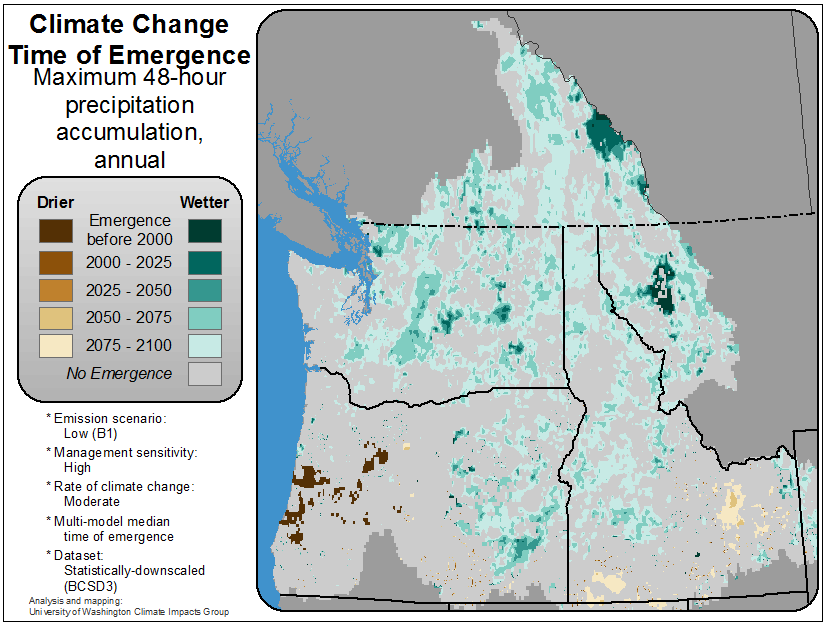 Climate Change
Time of Emergence
Maximum 48-hour
precipitation
accumulation,
annual
Drier
Wetter
Emergence
before 2000
2000 - 2025
2025 - 2050
2050 - 2075
2075 - 2100
No Emergence
* Emission scenario:
Low (B1)
* Management sensitivity:
High
* Rate of climate change:
Moderate
* Multi-model median
time of emergence
* Dataset:
Statistically-downscaled
(BCSD3)
Analysis and mapping:
University of Washington Climate Impacts Group